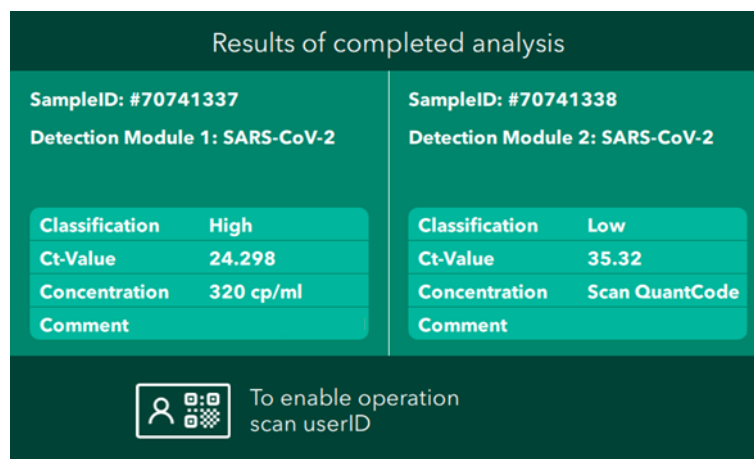 Results of completed analysis
SampleID: #70741337
Detection Module 1: SARS-CoV-2
Classification High
Ct-Value 24.298
Concentration 320 cp/ml
Comment
SampleID: #70741338
Detection Module 2: SARS-CoV-2
Classification Low
Ct-Value 35.32
Concentration Scan QuantCode
Comment
To enable operation
scan userID